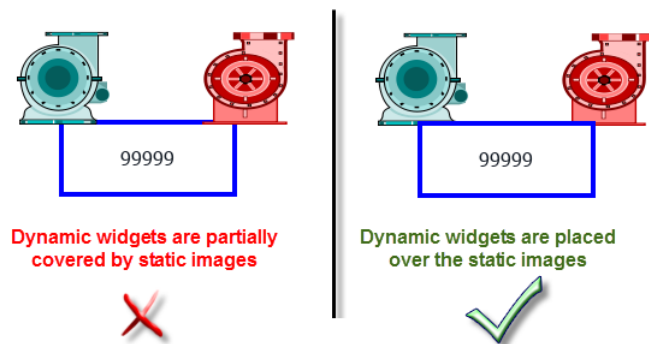 99999
Dynamic widgets are partially
covered by static images
99999
Dynamic widgets are placed
over the static images